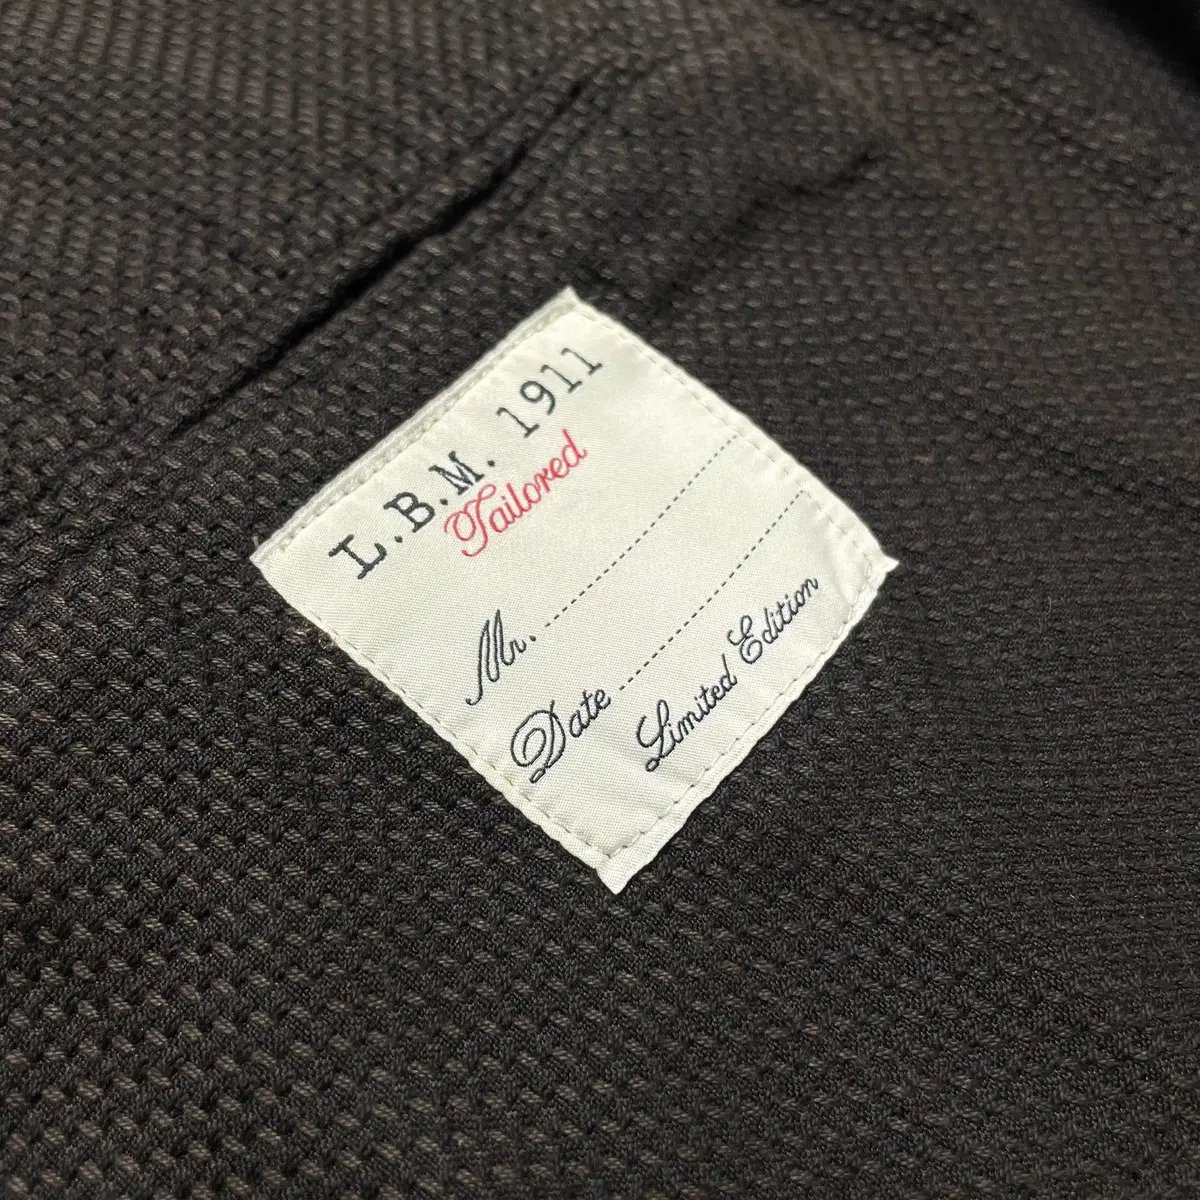 L.B.M. 1911
Tailored
Mr.
Date
Limited Edition